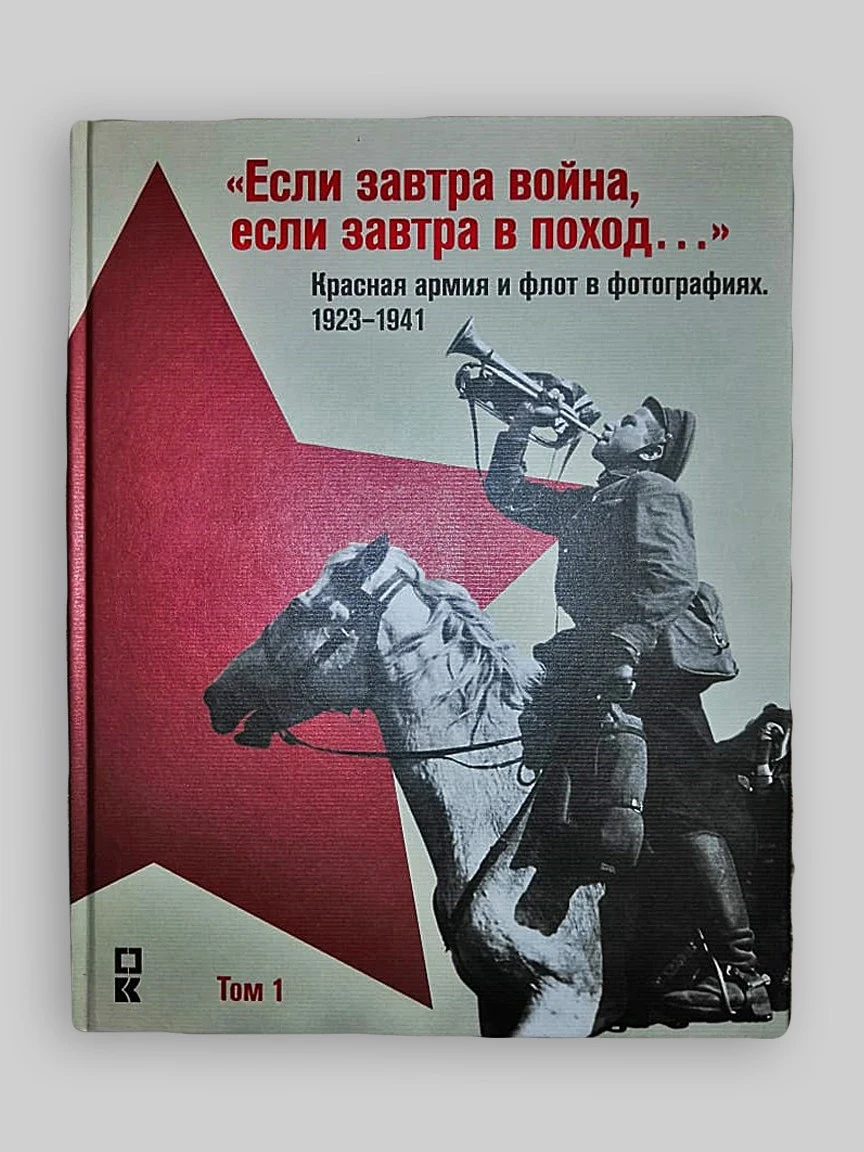 «Если завтра война,
если завтра в поход...»
Красная армия и флот в фотографиях.
1923–1941
Том 1